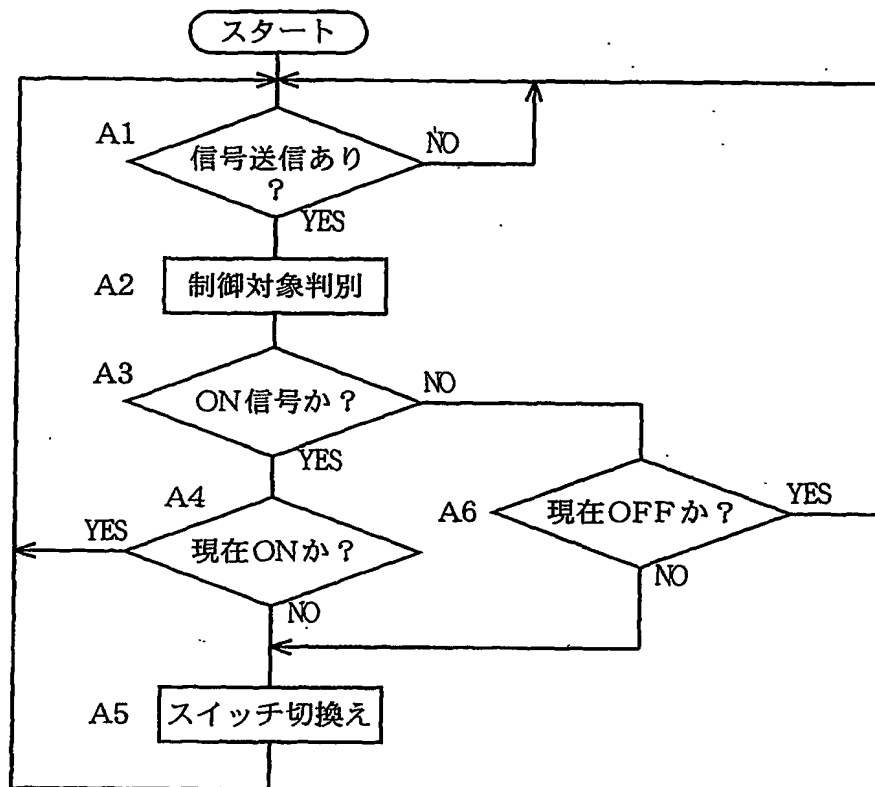 スタート
A1
信号送信あり
?
NO
YES
A2
制御対象判別
A3
ON信号か?
NO
YES
A4
現在ONか?
YES
NO
A6
現在OFFか?
YES
NO
A5
スイッチ切換え